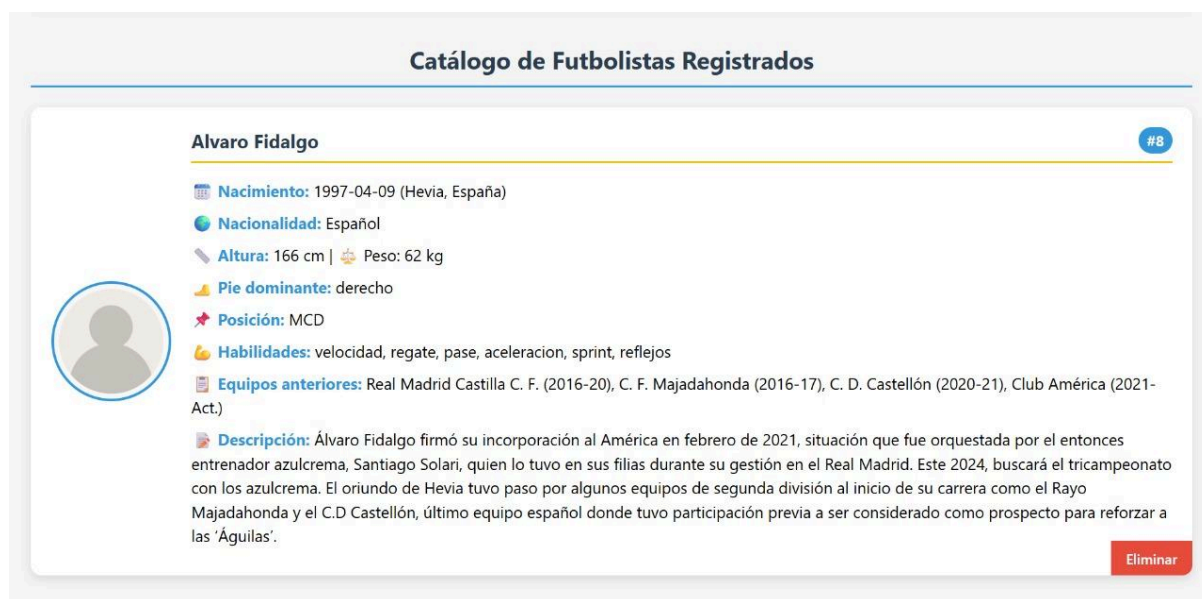 Catálogo de Futbolistas Registrados
Alvaro Fidalgo
#8
Nacimiento: 1997-04-09 (Hevia, España)
Nacionalidad: Español
Altura: 166 cm | Peso: 62 kg
Pie dominante: derecho
Posición: MCD
Habilidades: velocidad, regate, pase, aceleracion, sprint, reflejos
Equipos anteriores: Real Madrid Castilla C. F. (2016-20), C. F. Majadahonda (2016-17), C. D. Castellón (2020-21), Club América (2021-
Act.)
Descripción: Álvaro Fidalgo firmó su incorporación al América en febrero de 2021, situación que fue orquestada por el entonces
entrenador azulcrema, Santiago Solari, quien lo tuvo en sus filias durante su gestión en el Real Madrid. Este 2024, buscará el tricampeonato
con los azulcrema. El oriundo de Hevia tuvo paso por algunos equipos de segunda división al inicio de su carrera como el Rayo
Majadahonda y el C.D Castellón, último equipo español donde tuvo participación previa a ser considerado como prospecto para reforzar a
las ‘Águilas’.
Eliminar